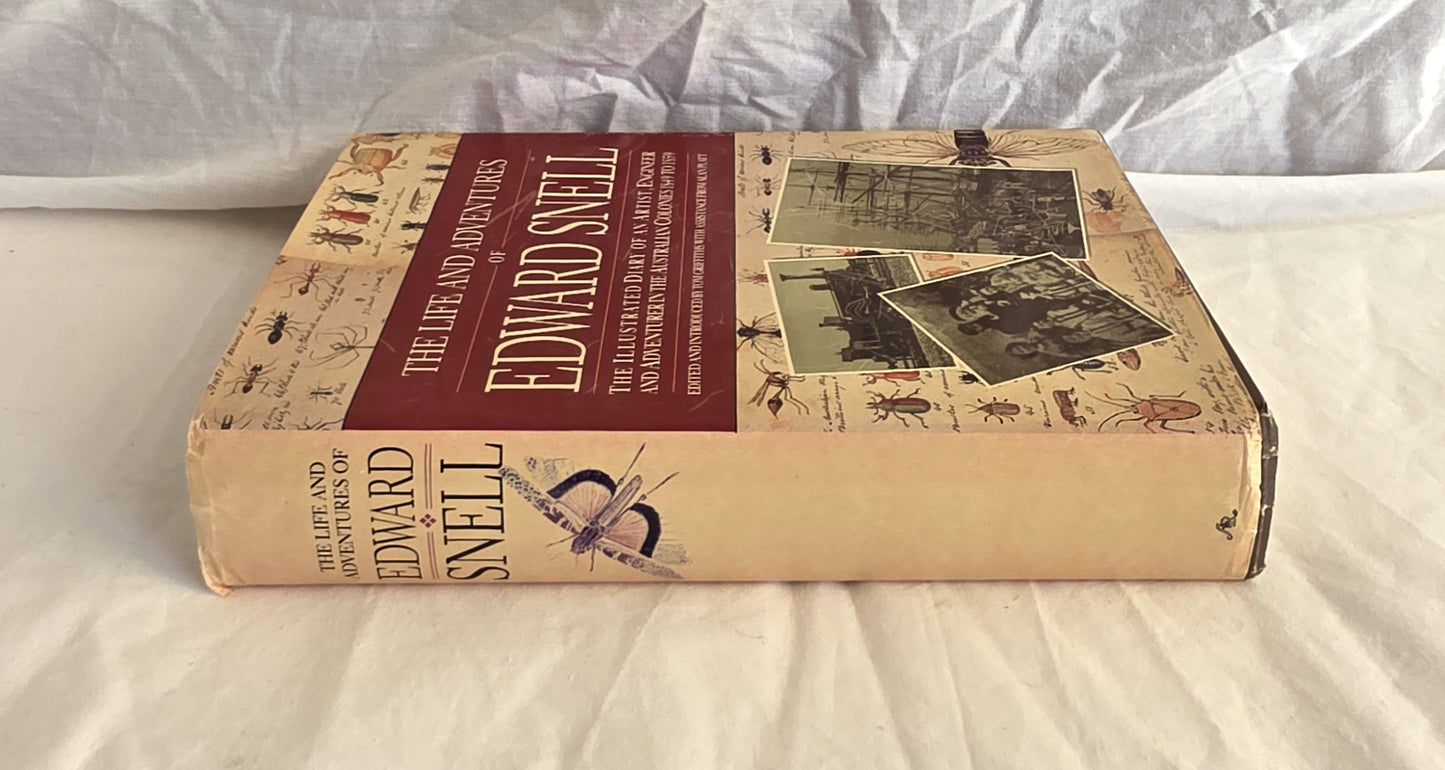 THE LIFE AND ADVENTURES
OF
EDWARD SNELL
THE ILLUSTRATED DIARY OF AN ARTIST, ENGINEER
AND ADVENTURER IN THE AUSTRALIAN COLONIES 1849 TO 1859
EDITED AND INTRODUCED BY TOM GRIFFITHS WITH ASSISTANCE FROM ALAN PLATT
THE LIFE AND
ADVENTURES OF
EDWARD
SNELL